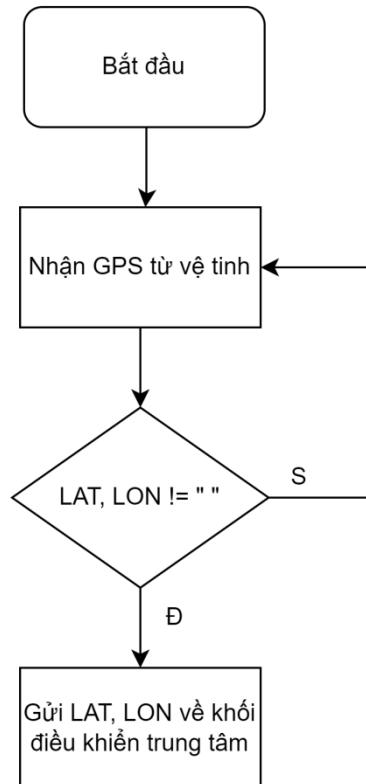 Bắt đầu
Nhận GPS từ vệ tinh
LAT, LON != " "
S
Đ
Gửi LAT, LON về khối
điều khiển trung tâm